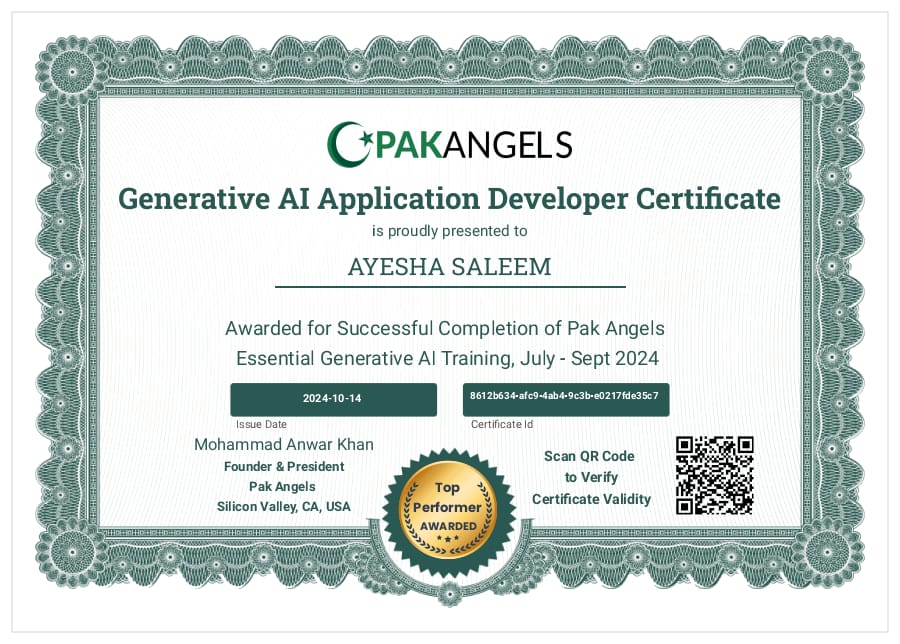 PAKANGELS
Generative AI Application Developer Certificate
is proudly presented to
AYESHA SALEEM
Awarded for Successful Completion of Pak Angels
Essential Generative AI Training, July - Sept 2024
2024-10-14
Issue Date
8612b634-afc9-4ab4-9c3b-e0217fde35c7
Certificate Id
Mohammad Anwar Khan
Founder & President
Pak Angels
Silicon Valley, CA, USA
Top
Performer
AWARDED
Scan QR Code
to Verify
Certificate Validity